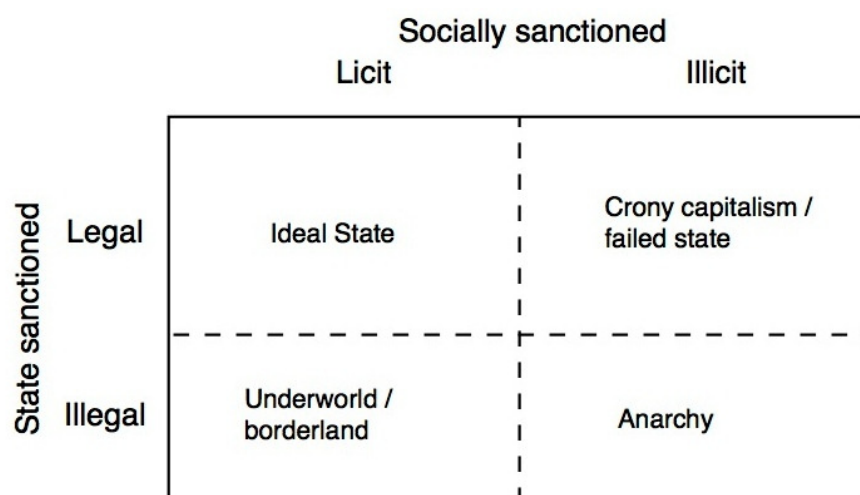 Socially sanctioned
Licit Illicit
State sanctioned
Legal
Ideal State
Crony capitalism /
failed state
Illegal
Underworld /
borderland
Anarchy